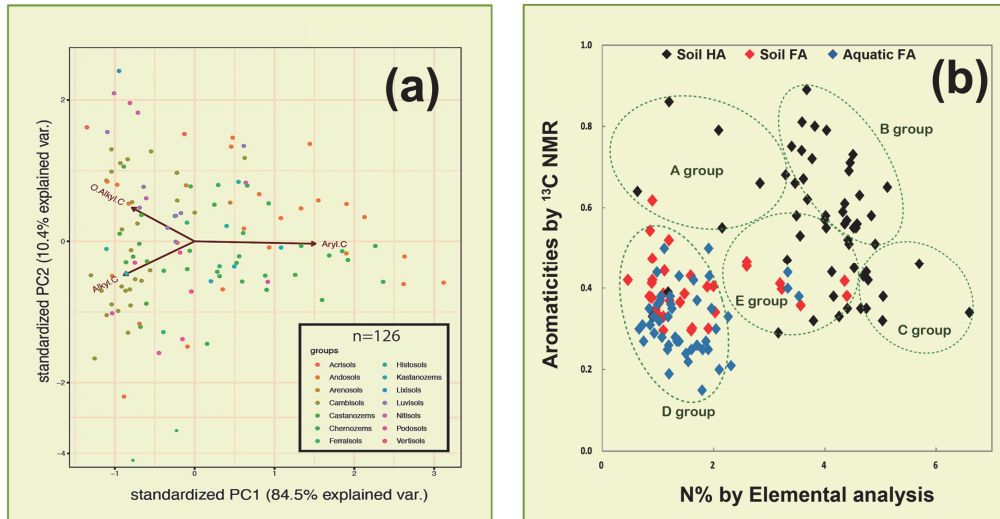 (a)
standardized PC2 (10.4% explained var.)
2
0
-2
-4
O.Alkyl.C
Aryl.C
Alkyl.C
n=126
groups
Acrisols
Andosols
Arenosols
Cambisols
Castanozems
Chernozems
Ferralsols
Histosols
Kastanozems
Lixisols
Luvisols
Nitisols
Podosols
Vertisols
-1
0
1
2
3
standardized PC1 (84.5% explained var.)
(b)
Aromaticities by ¹³C NMR
1.0
0.8
0.6
0.4
0.2
0.0
Soil HA Soil FA Aquatic FA
B group
A group
E group
C group
D group
0 2 4 6
N% by Elemental analysis